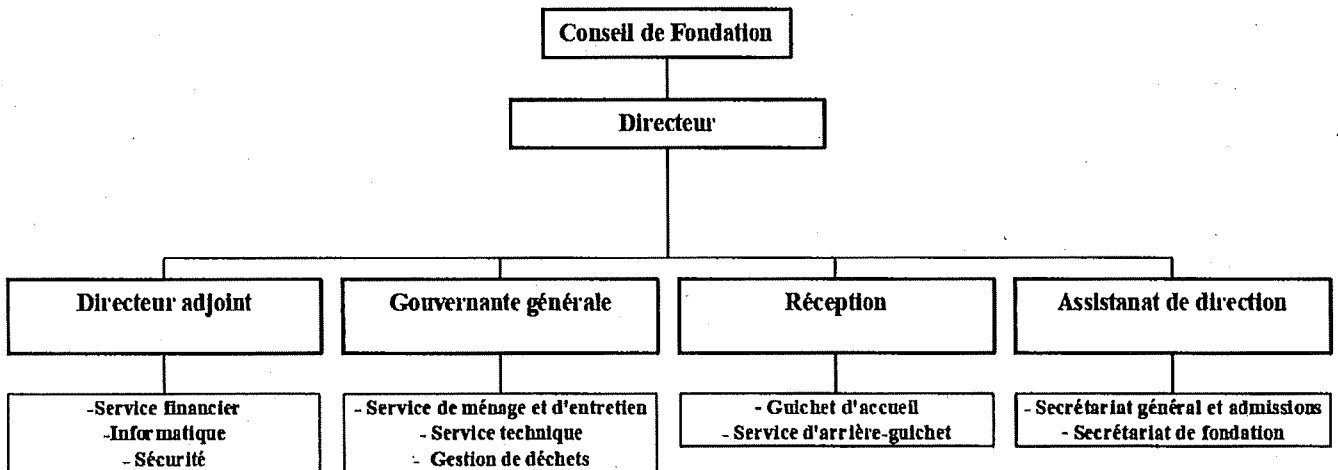 Conseil de Fondation
Directeur
Directeur adjoint
Gouvernante générale
Réception
Assistanat de direction
-Service financier
-Informatique
- Sécurité
- Service de ménage et d'entretien
- Service technique
- Gestion de déchets
- Guichet d'accueil
- Service d'arrière-guichet
- Secrétariat général et admissions
- Secrétariat de fondation